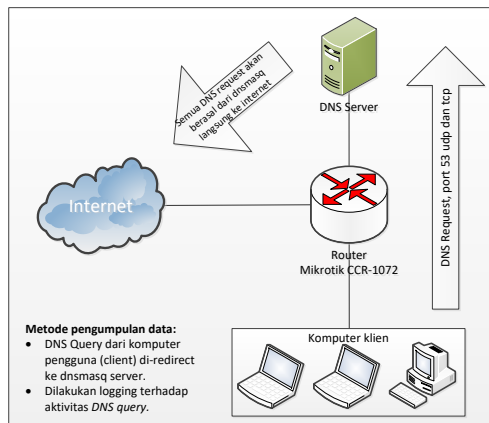 Semua DNS request akan
berasal dari dnsmasq
langsung ke internet
DNS Server
DNS Request, port 53 udp dan tcp
Internet
Router
Mikrotik CCR-1072
Metode pengumpulan data:
• DNS Query dari komputer
pengguna (client) di-redirect
ke dnsmasq server.
• Dilakukan logging terhadap
aktivitas DNS query.
Komputer klien